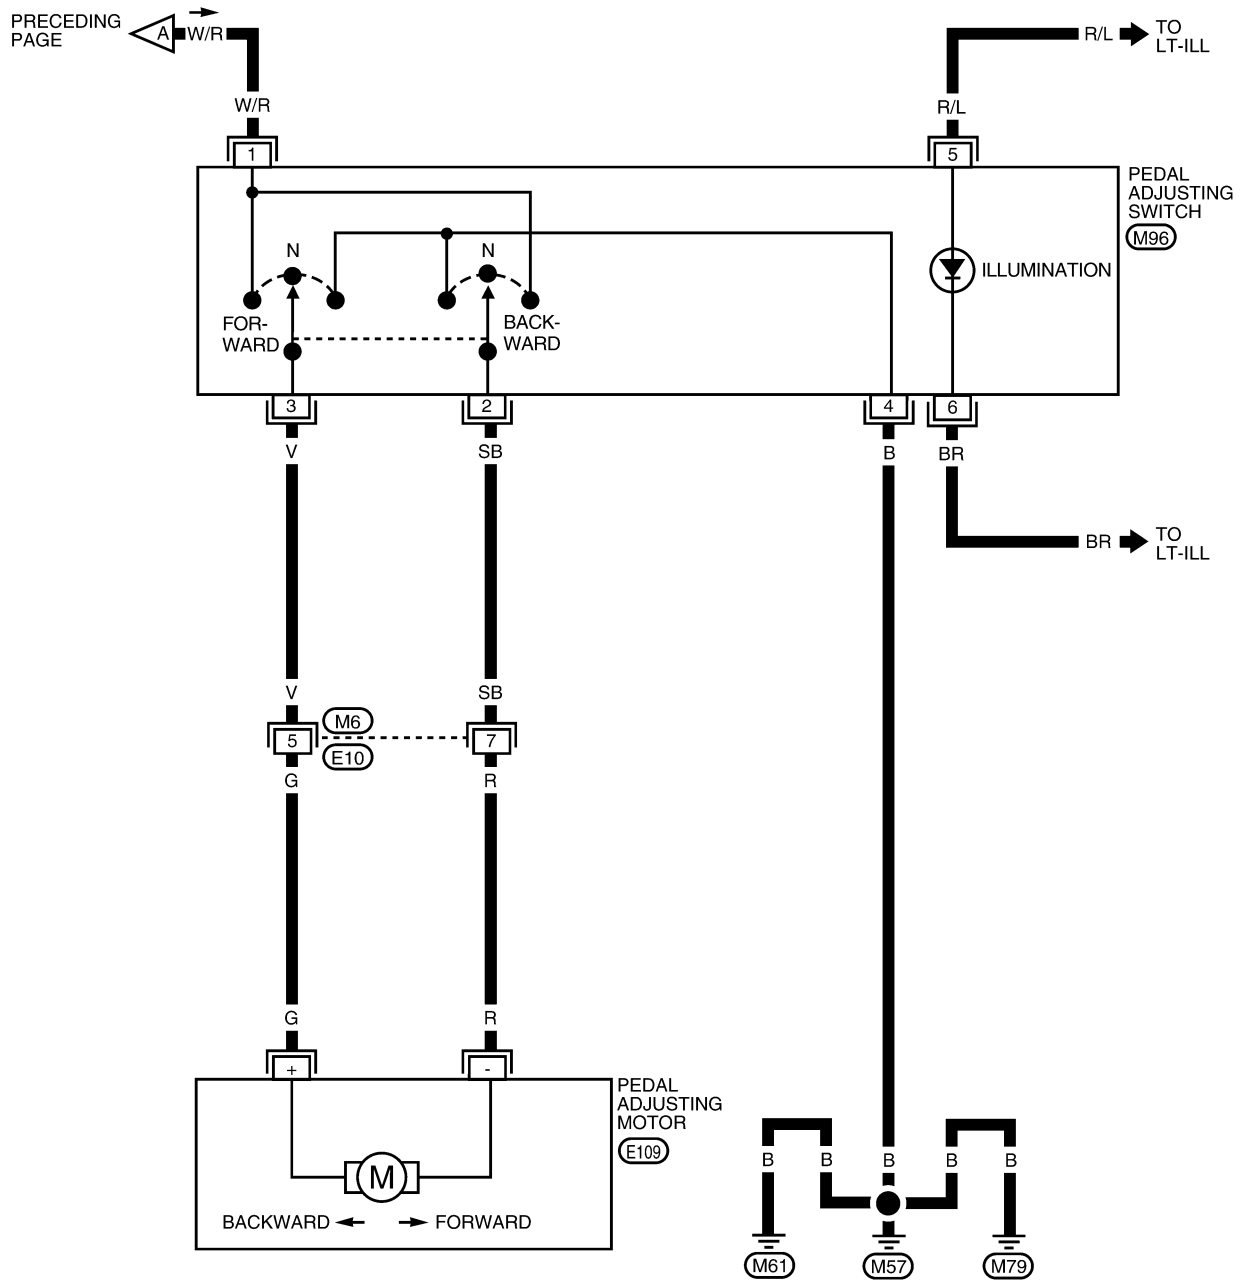 PRECEDING
PAGE
A
W/R
W/R
1
R/L
TO
LT-ILL
R/L
5
PEDAL
ADJUSTING
SWITCH
M96
N
N
ILLUMINATION
FOR-
WARD
BACK-
WARD
3
2
4
6
V
SB
B
BR
BR
TO
LT-ILL
V
SB
5
M6
E10
7
G
R
G
R
+
-
PEDAL
ADJUSTING
MOTOR
E109
M
BACKWARD
FORWARD
B
B
B
B
B
M61
M57
M79